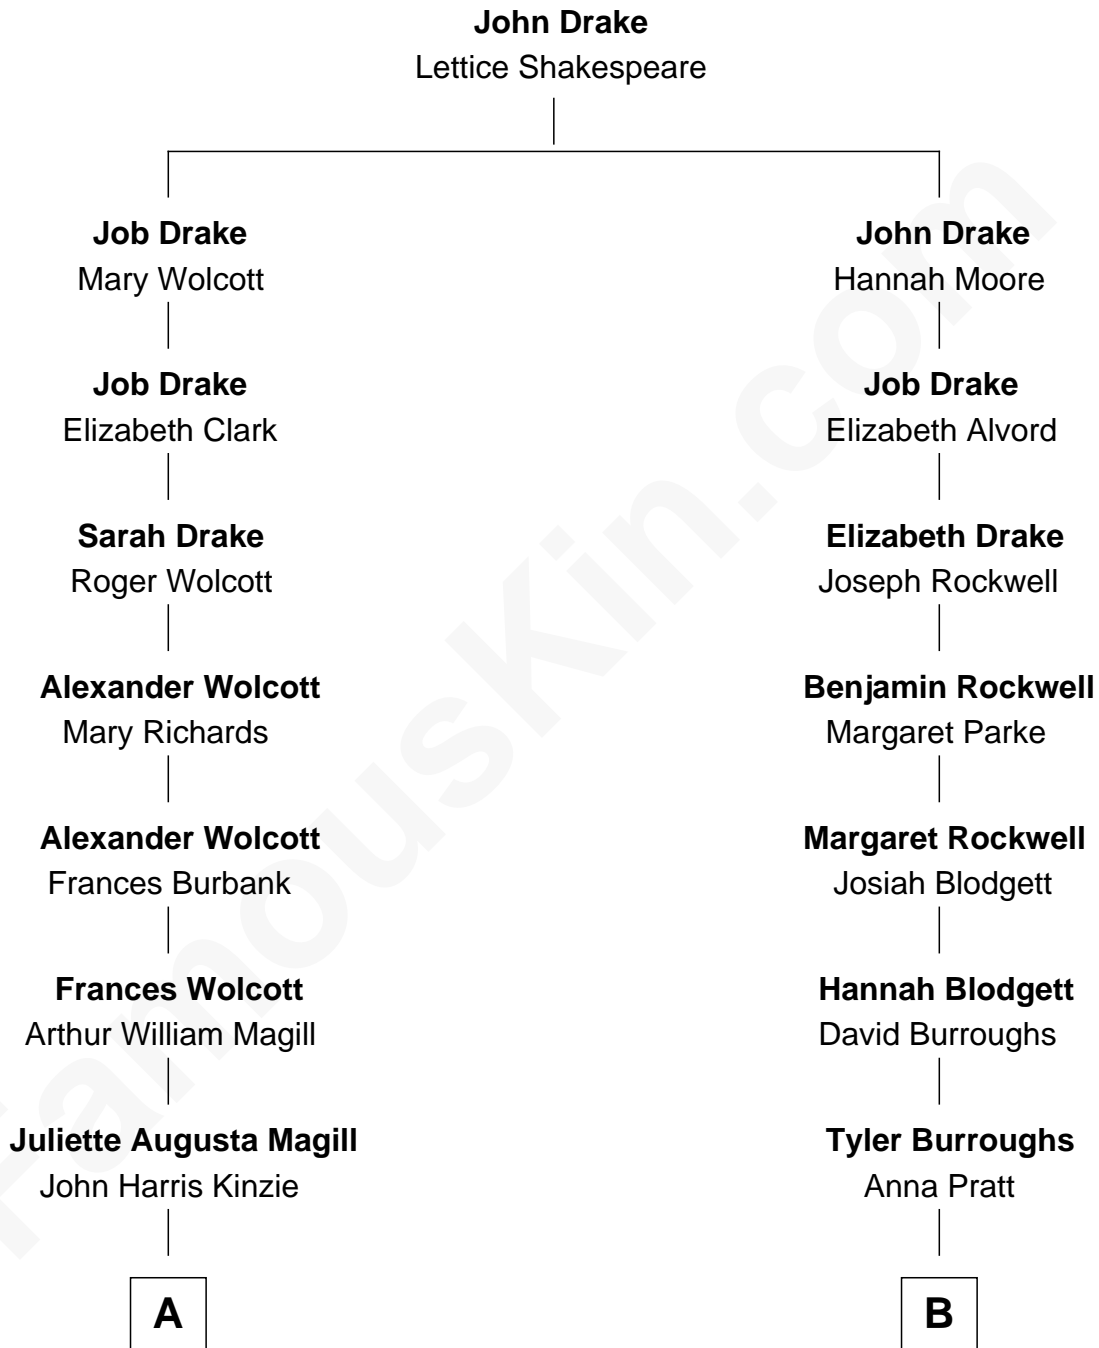 John Drake
Lettice Shakespeare
Job Drake
Mary Wolcott
John Drake
Hannah Moore
Job Drake
Elizabeth Clark
Job Drake
Elizabeth Alvord
Sarah Drake
Roger Wolcott
Elizabeth Drake
Joseph Rockwell
Alexander Wolcott
Mary Richards
Benjamin Rockwell
Margaret Parke
Alexander Wolcott
Frances Burbank
Margaret Rockwell
Josiah Blodgett
Frances Wolcott
Arthur William Magill
Hannah Blodgett
David Burroughs
Juliette Augusta Magill
John Harris Kinzie
Tyler Burroughs
Anna Pratt
A
B
FamousKin.com